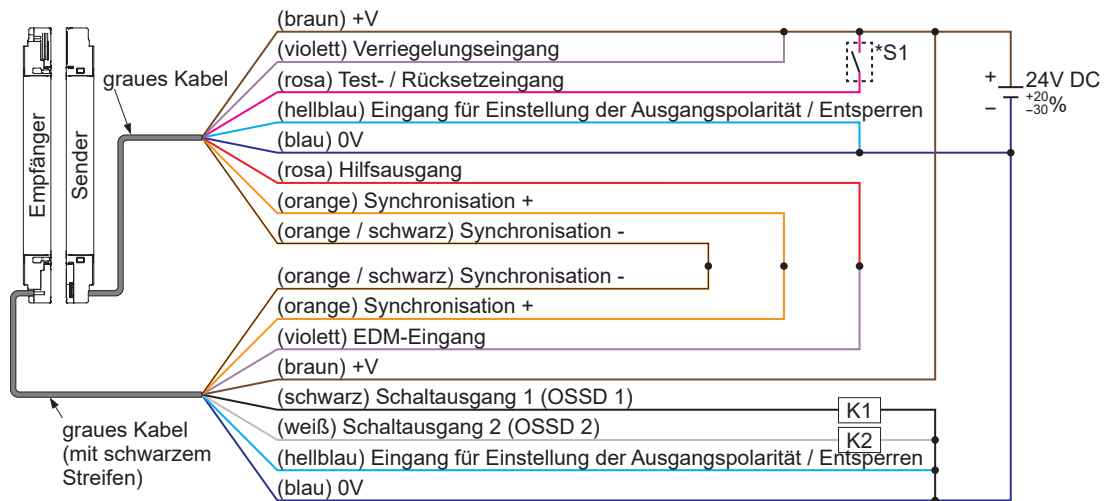 (braun) +V
(violett) Verriegelungseingang
graues Kabel
(rosa) Test- / Rücksetzeingang
*S1
(hellblau) Eingang für Einstellung der Ausgangspolarität / Entsperren
(blau) 0V
+
24V DC
+20
–30 %
–
Empfänger
Sender
(rosa) Hilfsausgang
(orange) Synchronisation +
(orange / schwarz) Synchronisation -
(orange / schwarz) Synchronisation -
(orange) Synchronisation +
(violett) EDM-Eingang
(braun) +V
(schwarz) Schaltausgang 1 (OSSD 1)
K1
(weiß) Schaltausgang 2 (OSSD 2)
K2
(hellblau) Eingang für Einstellung der Ausgangspolarität / Entsperren
(blau) 0V
graues Kabel
(mit schwarzem
Streifen)